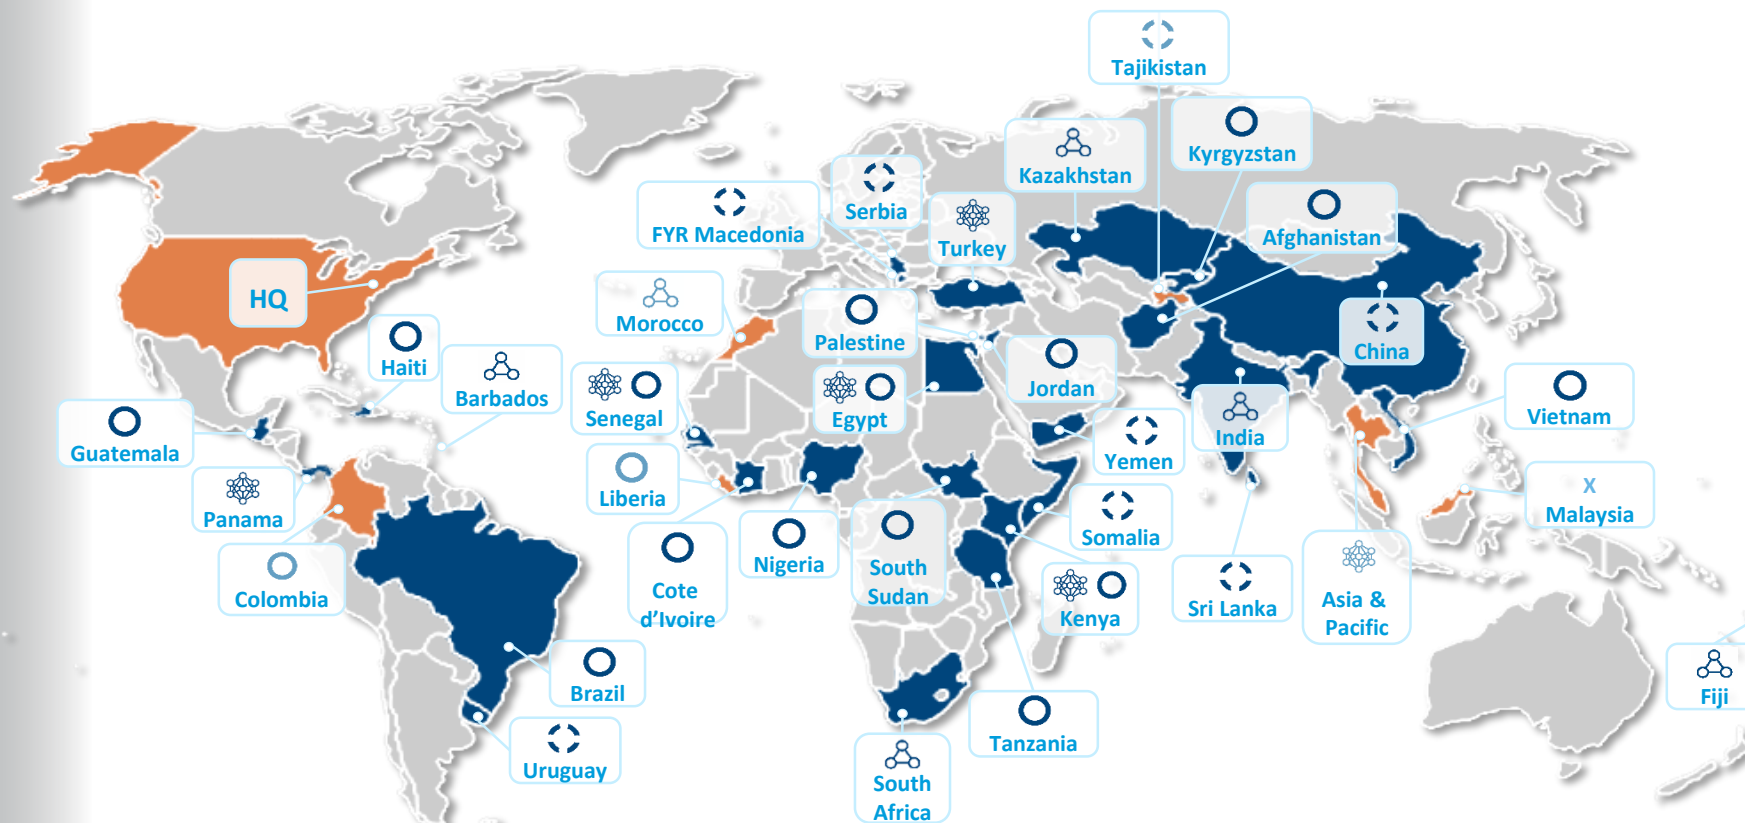 Tajikistan
Kyrgyzstan
Kazakhstan
Serbia
FYR Macedonia
Turkey
Afghanistan
HQ
Morocco
Palestine
China
Haiti
Barbados
Jordan
Senegal
Egypt
Vietnam
Guatemala
India
Yemen
Liberia
Panama
X
Malaysia
Somalia
Nigeria
South
Sudan
Colombia
Cote
d’Ivoire
Kenya
Sri Lanka
Asia &
Pacific
Brazil
Fiji
Tanzania
Uruguay
South
Africa